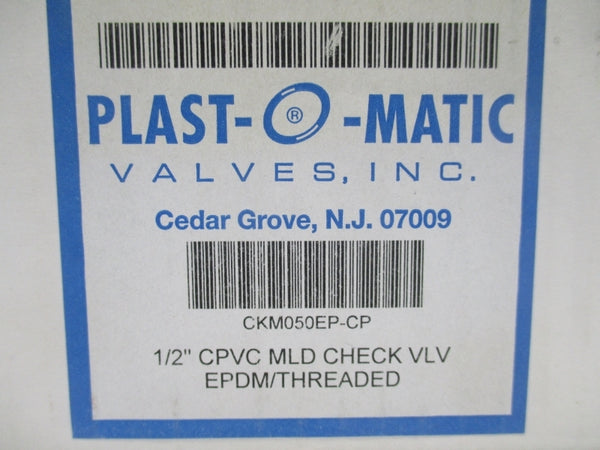 PLAST-O®-MATIC
VALVES, INC.
Cedar Grove, N.J. 07009
CKM050EP-CP
1/2" CPVC MLD CHECK VLV
EPDM/THREADED